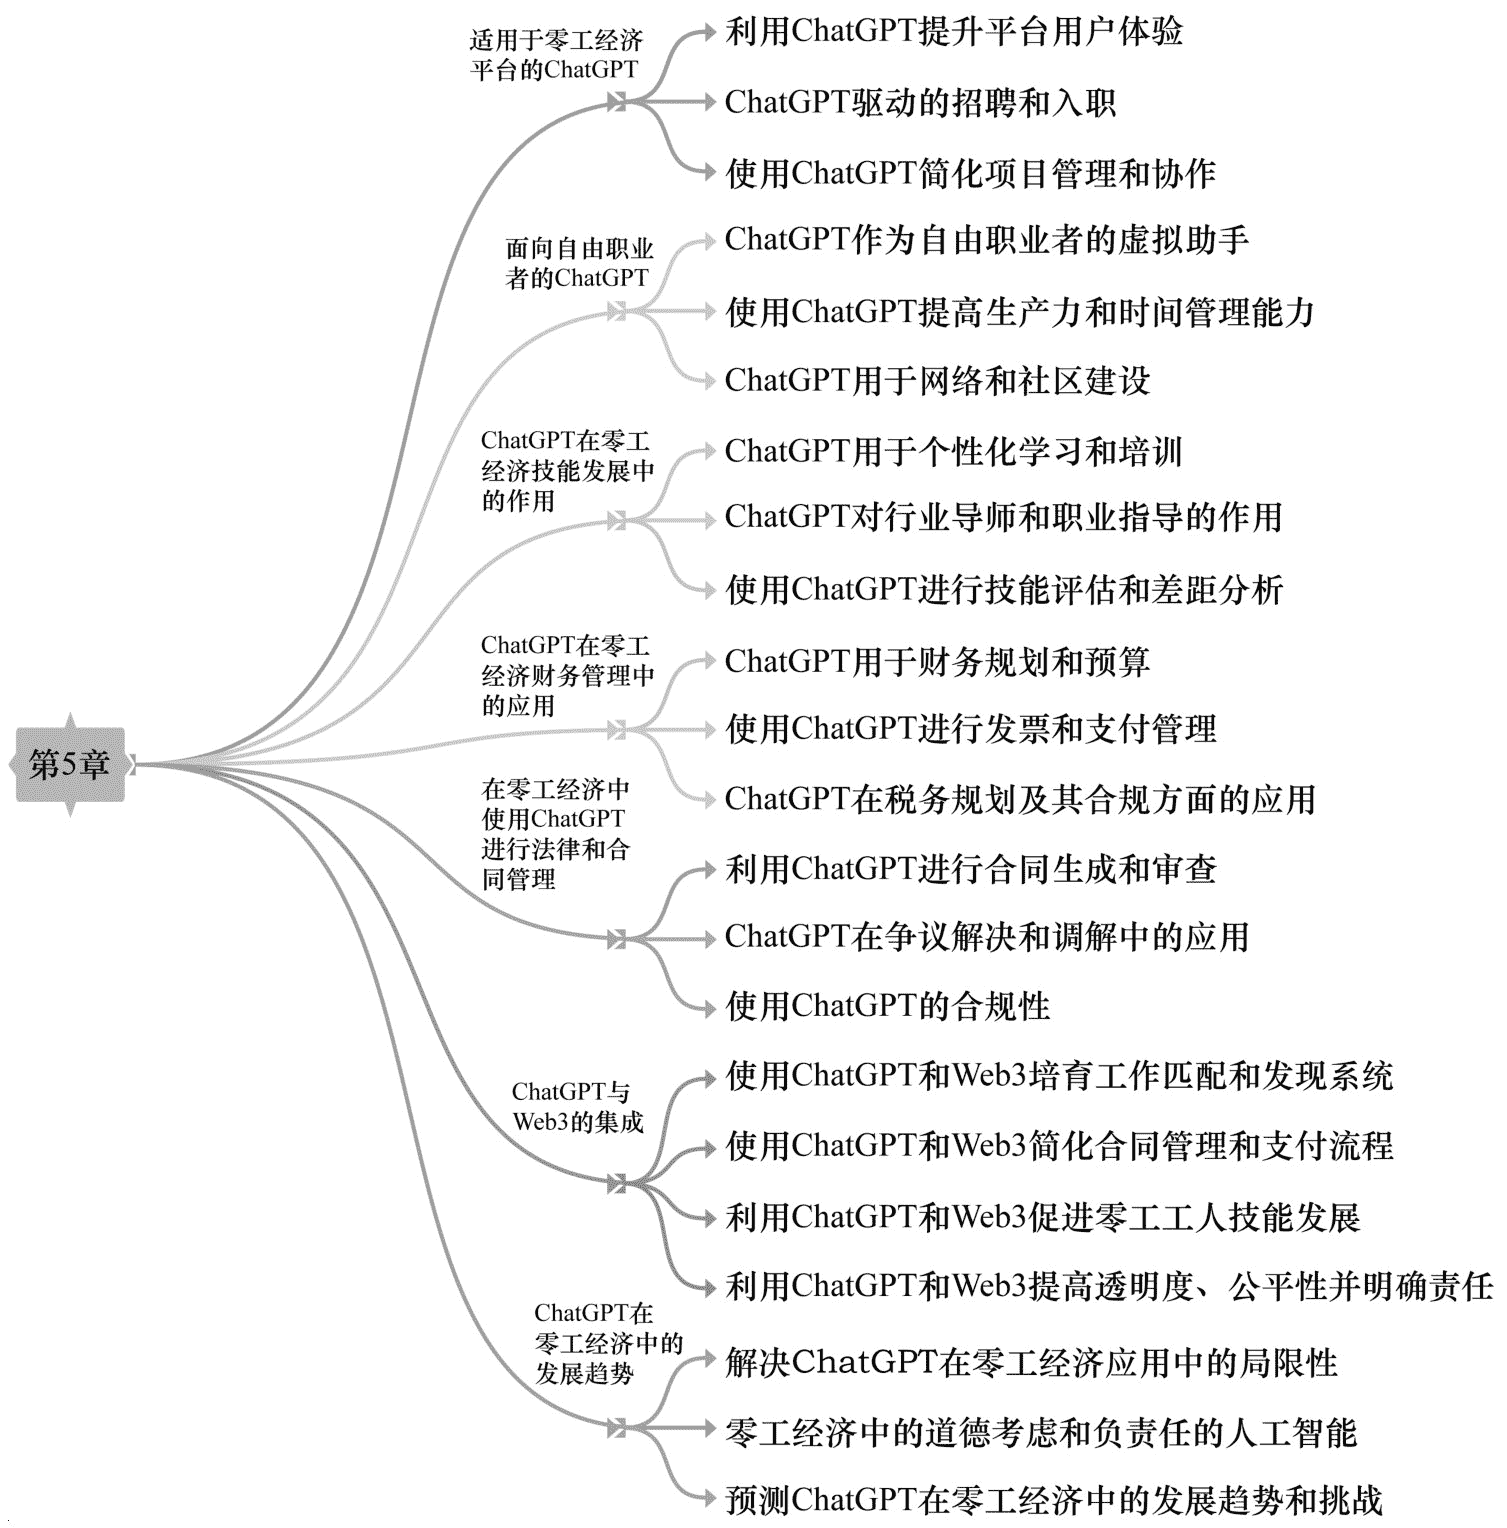 第5章
适用于零工经济
平台的ChatGPT
利用ChatGPT提升平台用户体验
ChatGPT驱动的招聘和入职
使用ChatGPT简化项目管理和协作
面向自由职业
者的ChatGPT
ChatGPT作为自由职业者的虚拟助手
使用ChatGPT提高生产力和时间管理能力
ChatGPT用于网络和社区建设
ChatGPT在零工
经济技能发展中
的作用
ChatGPT用于个性化学习和培训
ChatGPT对行业导师和职业指导的作用
使用ChatGPT进行技能评估和差距分析
ChatGPT在零工
经济财务管理中
的应用
ChatGPT用于财务规划和预算
使用ChatGPT进行发票和支付管理
ChatGPT在税务规划及其合规方面的应用
在零工经济中
使用ChatGPT
进行法律和合
同管理
利用ChatGPT进行合同生成和审查
ChatGPT在争议解决和调解中的应用
使用ChatGPT的合规性
ChatGPT与
Web3的集成
使用ChatGPT和Web3培育工作匹配和发现系统
使用ChatGPT和Web3简化合同管理和支付流程
利用ChatGPT和Web3促进零工工人技能发展
利用ChatGPT和Web3提高透明度、公平性并明确责任
ChatGPT在
零工经济中的
发展趋势
解决ChatGPT在零工经济应用中的局限性
零工经济中的道德考虑和负责任的人工智能
预测ChatGPT在零工经济中的发展趋势和挑战